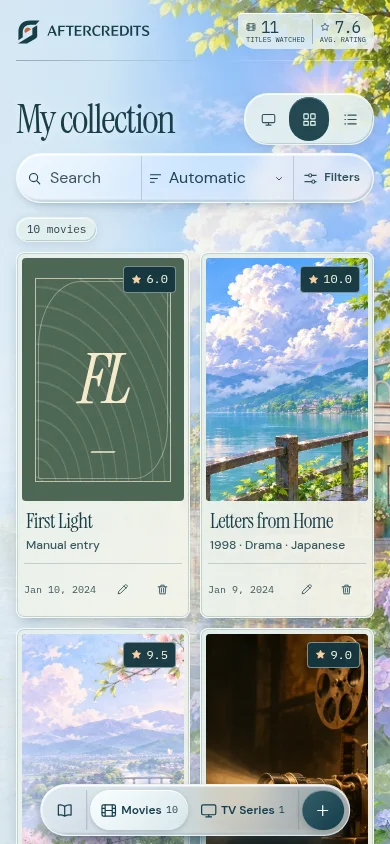 AFTERCREDITS
11
TITLES WATCHED
7.6
AVG. RATING
My collection
Search
Automatic
Filters
10 movies
6.0
FL
First Light
Manual entry
Jan 10, 2024
10.0
Letters from Home
1998 · Drama · Japanese
Jan 9, 2024
9.5
9.0
Movies 10
TV Series 1